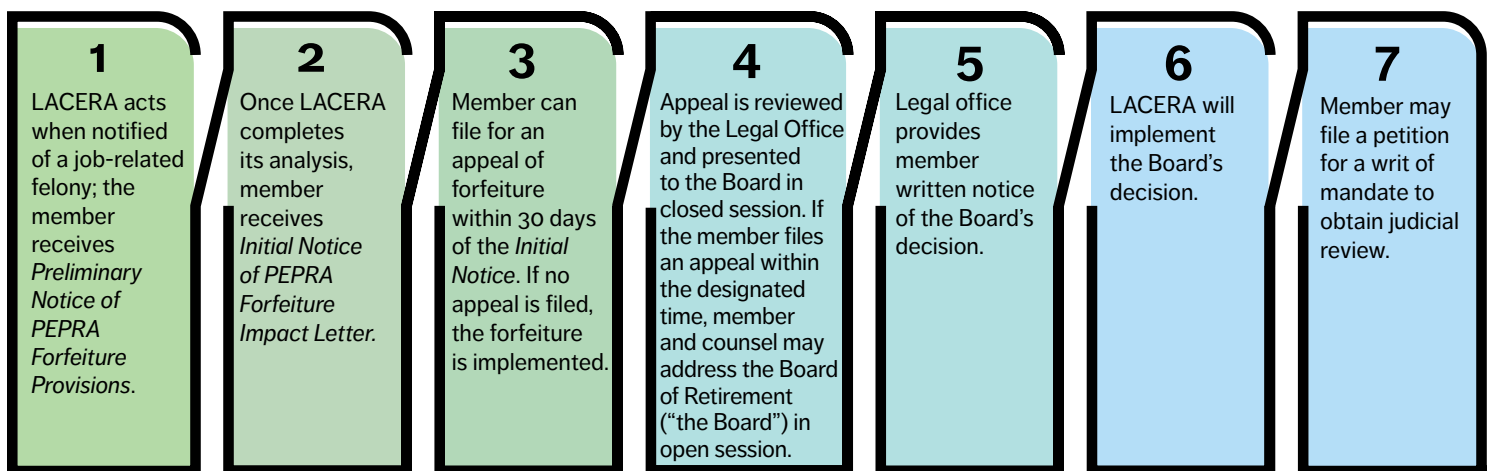 1
LACERA acts
when notified
of a job-related
felony; the
member
receives
Preliminary
Notice of
PEPRA
Forfeiture
Provisions.
2
Once LACERA
completes
its analysis,
member
receives
Initial Notice
of PEPRA
Forfeiture
Impact Letter.
3
Member can
file for an
appeal of
forfeiture
within 30 days
of the Initial
Notice. If no
appeal is filed,
the forfeiture
is implemented.
4
Appeal is reviewed
by the Legal Office
and presented
to the Board in
closed session. If
the member files
an appeal within
the designated
time, member
and counsel may
address the Board
of Retirement
(“the Board”) in
open session.
5
Legal office
provides
member
written notice
of the Board’s
decision.
6
LACERA will
implement
the Board’s
decision.
7
Member may
file a petition
for a writ of
mandate to
obtain judicial
review.